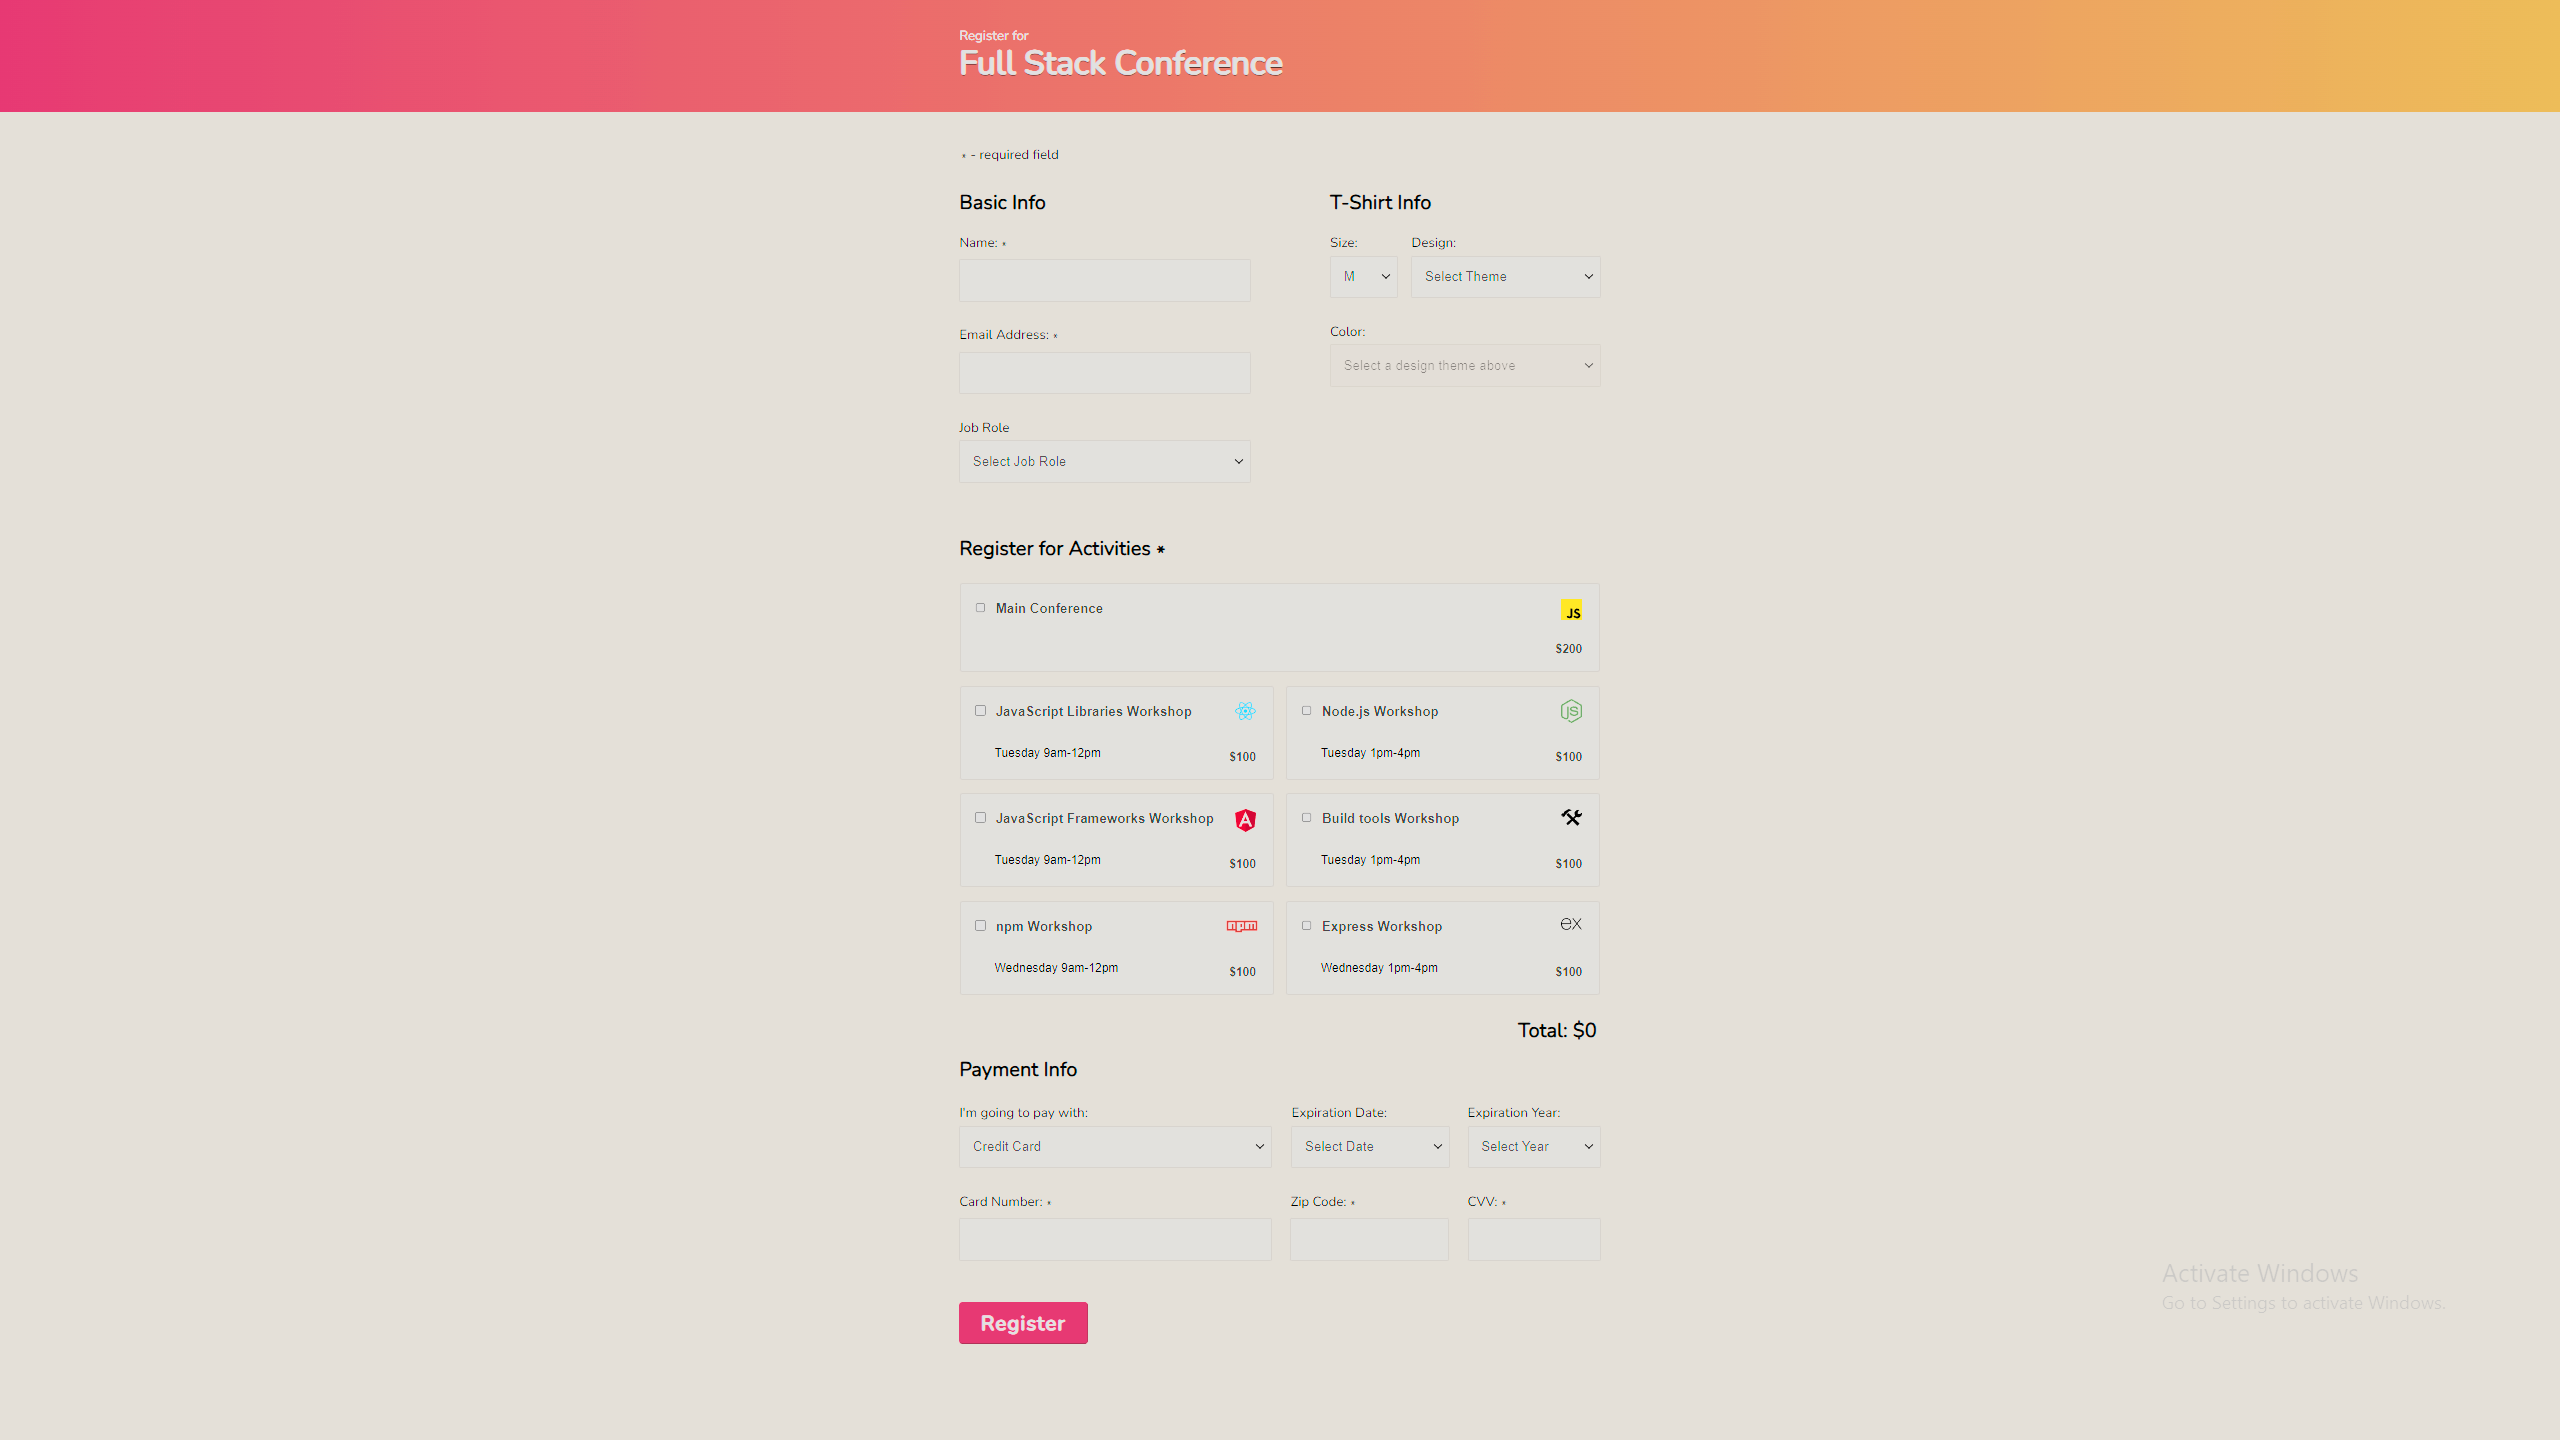 Register for
Full Stack Conference
* - required field
Basic Info
Name: *
Email Address: *
Job Role
Select Job Role
T-Shirt Info
Size:
M
Design:
Select Theme
Color:
Select a design theme above
Register for Activities *
Main Conference
JS
$200
JavaScript Libraries Workshop
Tuesday 9am-12pm
$100
Node.js Workshop
JS
Tuesday 1pm-4pm
$100
JavaScript Frameworks Workshop
A
Tuesday 9am-12pm
$100
Build tools Workshop
Tuesday 1pm-4pm
$100
npm Workshop
npm
Wednesday 9am-12pm
$100
Express Workshop
ex
Wednesday 1pm-4pm
$100
Total: $0
Payment Info
I'm going to pay with:
Credit Card
Expiration Date:
Select Date
Expiration Year:
Select Year
Card Number: *
Zip Code: *
CVV: *
Register
Activate Windows
Go to Settings to activate Windows.